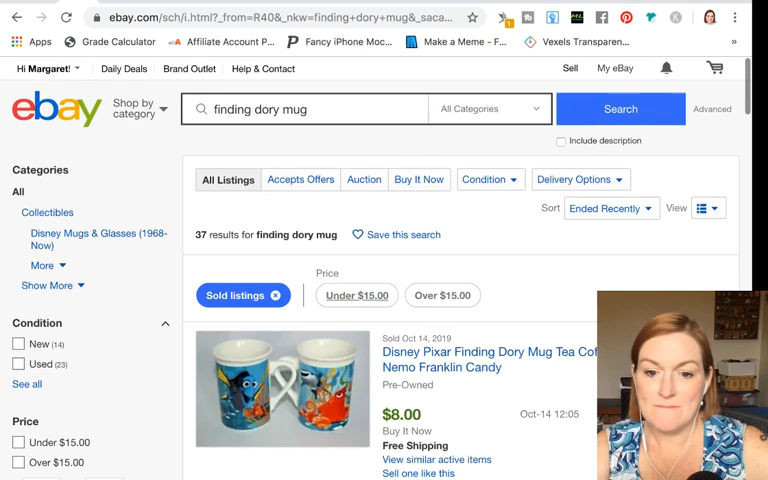 ebay.com/sch/i.html?_from=R40&_nkw=finding+dory+mug&_saca...
Apps
Grade Calculator
Affiliate Account P...
Fancy iPhone Moc...
Make a Meme - F...
Vexels Transparen...
»
Hi Margaret!
Daily Deals
Brand Outlet
Help & Contact
Sell
My eBay
ebay
Shop by
category
finding dory mug
All Categories
Search
Advanced
Include description
Categories
All
Collectibles
Disney Mugs & Glasses (1968-
Now)
More
Show More
Condition
New (14)
Used (23)
See all
Price
Under $15.00
Over $15.00
All Listings
Accepts Offers
Auction
Buy It Now
Condition
Delivery Options
Sort
Ended Recently
View
37 results for finding dory mug
Save this search
Price
Sold listings
Under $15.00
Over $15.00
Sold Oct 14, 2019
Disney Pixar Finding Dory Mug Tea Cof
Nemo Franklin Candy
Pre-Owned
$8.00
Oct-14 12:05
Buy It Now
Free Shipping
View similar active items
Sell one like this